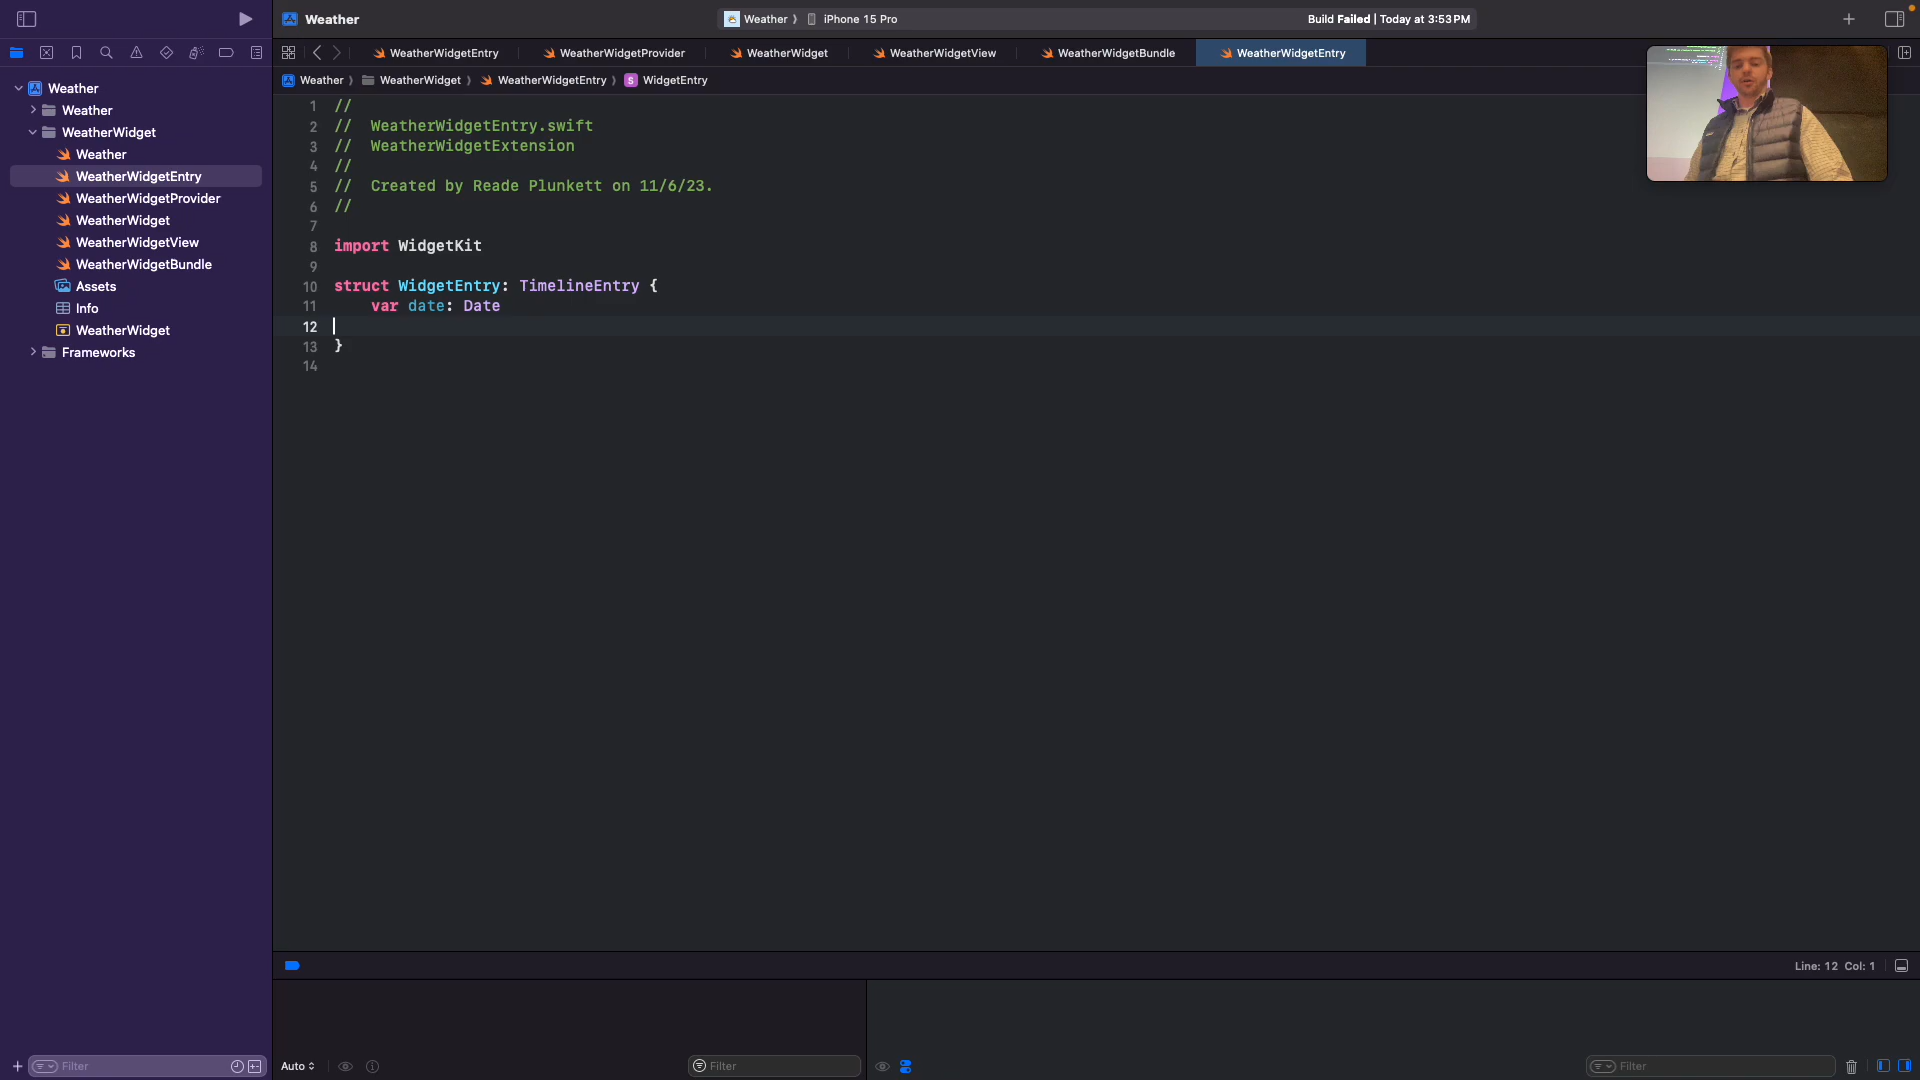 Weather
Weather
iPhone 15 Pro
Build Failed | Today at 3:53 PM
WeatherWidgetEntry
WeatherWidgetProvider
WeatherWidget
WeatherWidgetView
WeatherWidgetBundle
WeatherWidgetEntry
Weather
WeatherWidget
WeatherWidgetEntry
S WidgetEntry
Weather
Weather
WeatherWidget
Weather
WeatherWidgetEntry
WeatherWidgetProvider
WeatherWidget
WeatherWidgetView
WeatherWidgetBundle
Assets
Info
WeatherWidget
Frameworks
1 //
2 // WeatherWidgetEntry.swift
3 // WeatherWidgetExtension
4 //
5 // Created by Reade Plunkett on 11/6/23.
6 //
7
8 import WidgetKit
9
10 struct WidgetEntry: TimelineEntry {
11 var date: Date
12
13 }
14
Line: 12 Col: 1
Filter
Auto
Filter
Filter